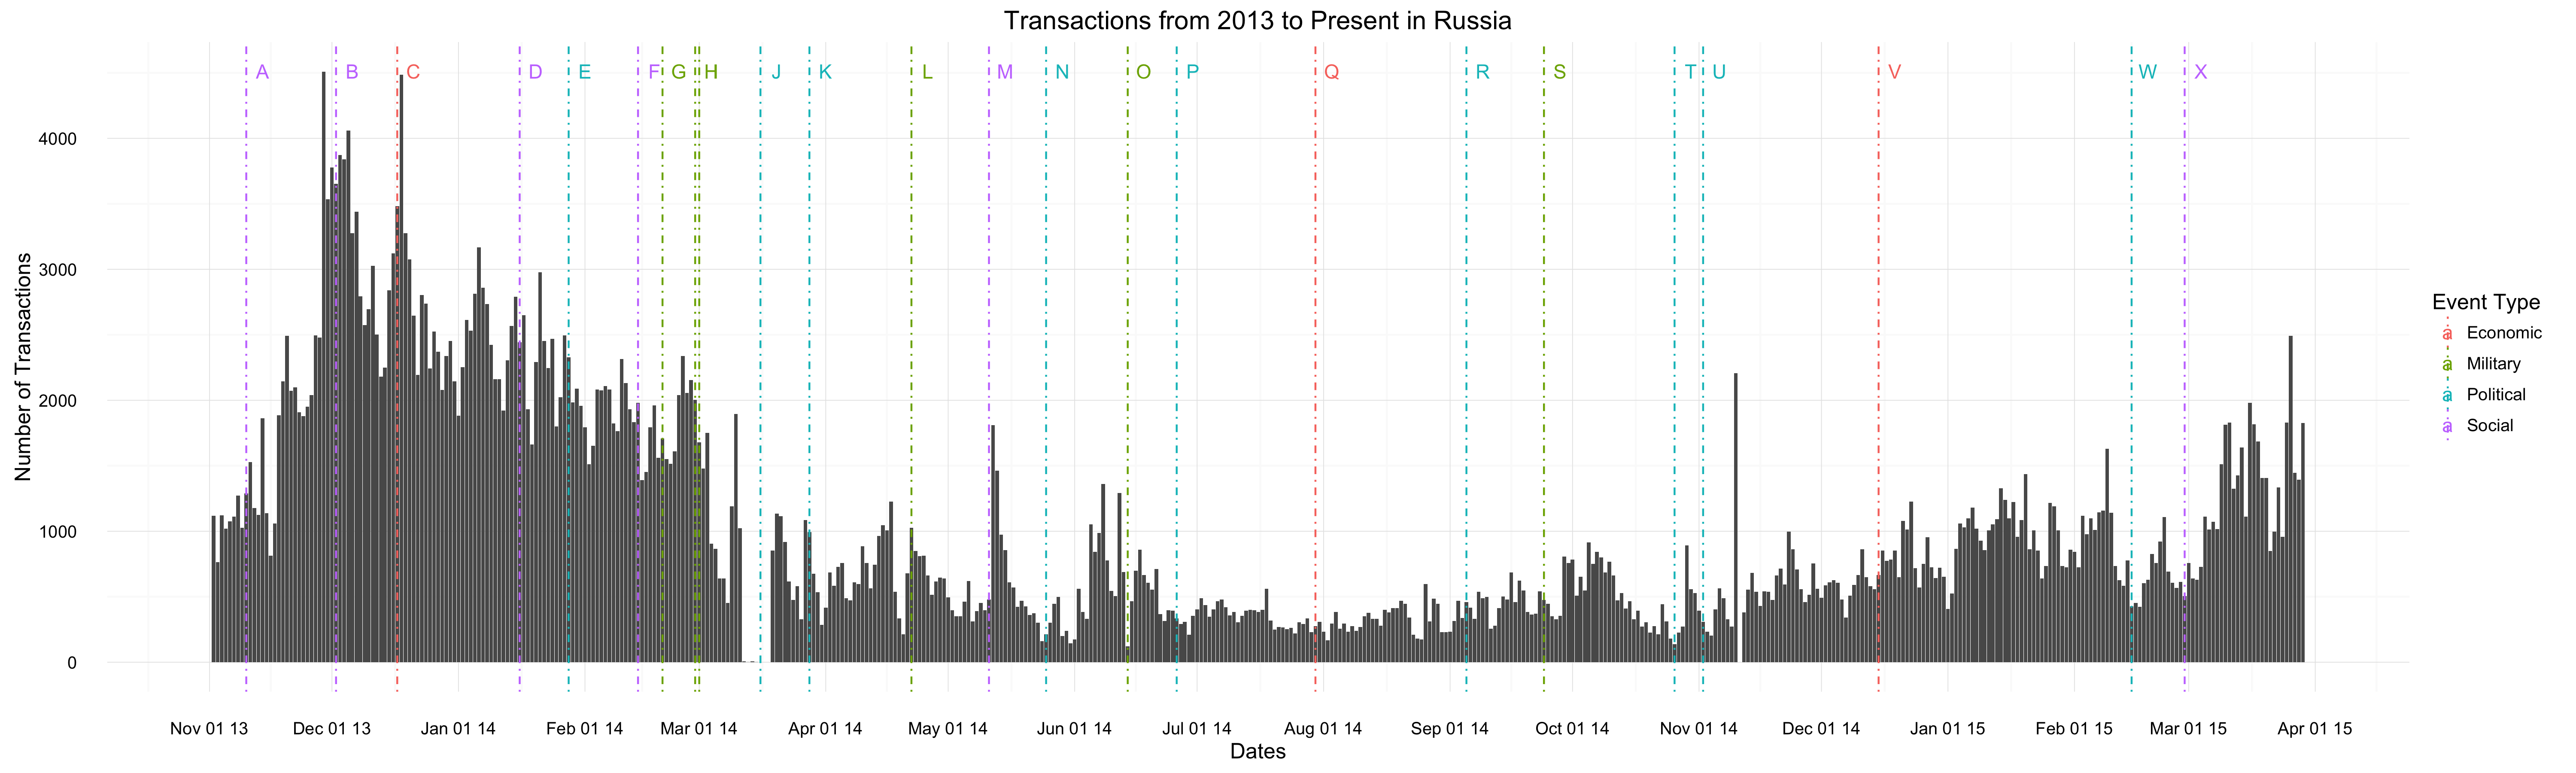 Transactions from 2013 to Present in Russia
A B C D E F G H J K L M N O P Q R S T U V W X
Number of Transactions
4000
3000
2000
1000
0
Nov 01 13 Dec 01 13 Jan 01 14 Feb 01 14 Mar 01 14 Apr 01 14 May 01 14 Jun 01 14 Jul 01 14 Aug 01 14 Sep 01 14 Oct 01 14 Nov 01 14 Dec 01 14 Jan 01 15 Feb 01 15 Mar 01 15 Apr 01 15
Dates
Event Type
a Economic
a Military
a Political
a Social